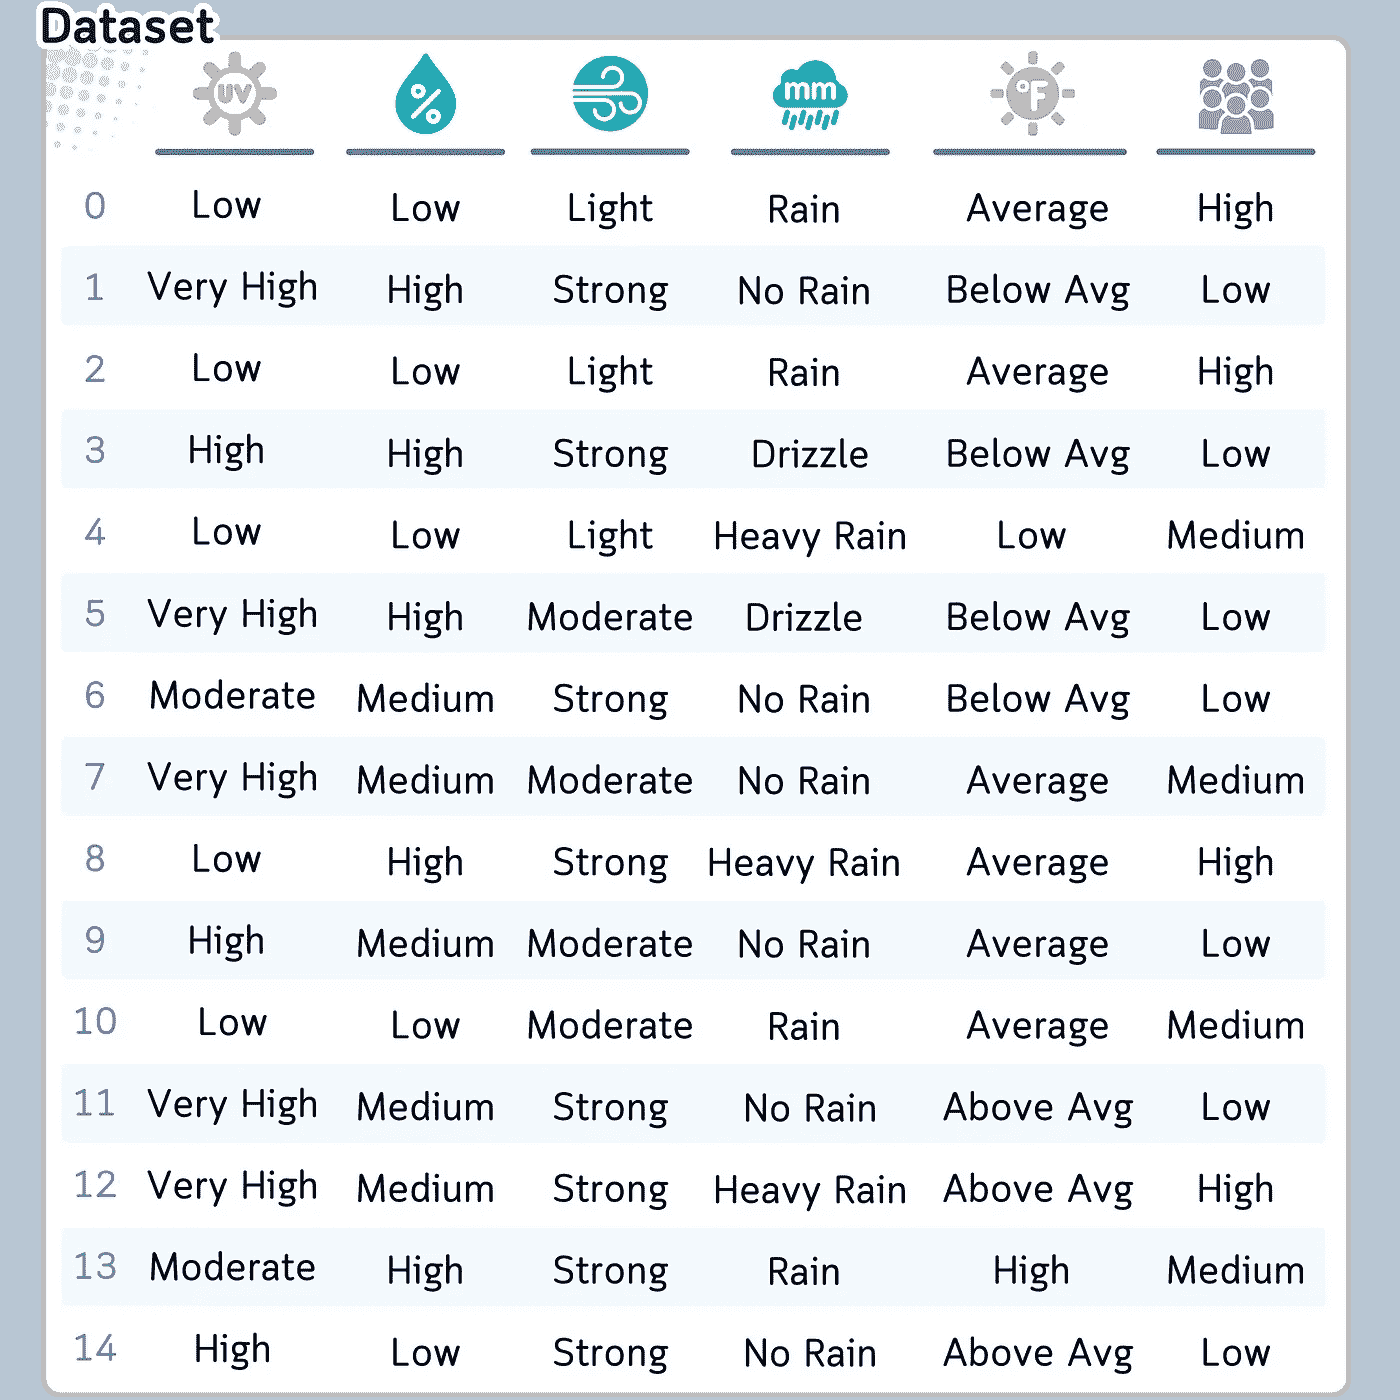 Dataset
UV % mm °F
0 Low Low Light Rain Average High
1 Very High High Strong No Rain Below Avg Low
2 Low Low Light Rain Average High
3 High High Strong Drizzle Below Avg Low
4 Low Low Light Heavy Rain Low Medium
5 Very High High Moderate Drizzle Below Avg Low
6 Moderate Medium Strong No Rain Below Avg Low
7 Very High Medium Moderate No Rain Average Medium
8 Low High Strong Heavy Rain Average High
9 High Medium Moderate No Rain Average Low
10 Low Low Moderate Rain Average Medium
11 Very High Medium Strong No Rain Above Avg Low
12 Very High Medium Strong Heavy Rain Above Avg High
13 Moderate High Strong Rain High Medium
14 High Low Strong No Rain Above Avg Low